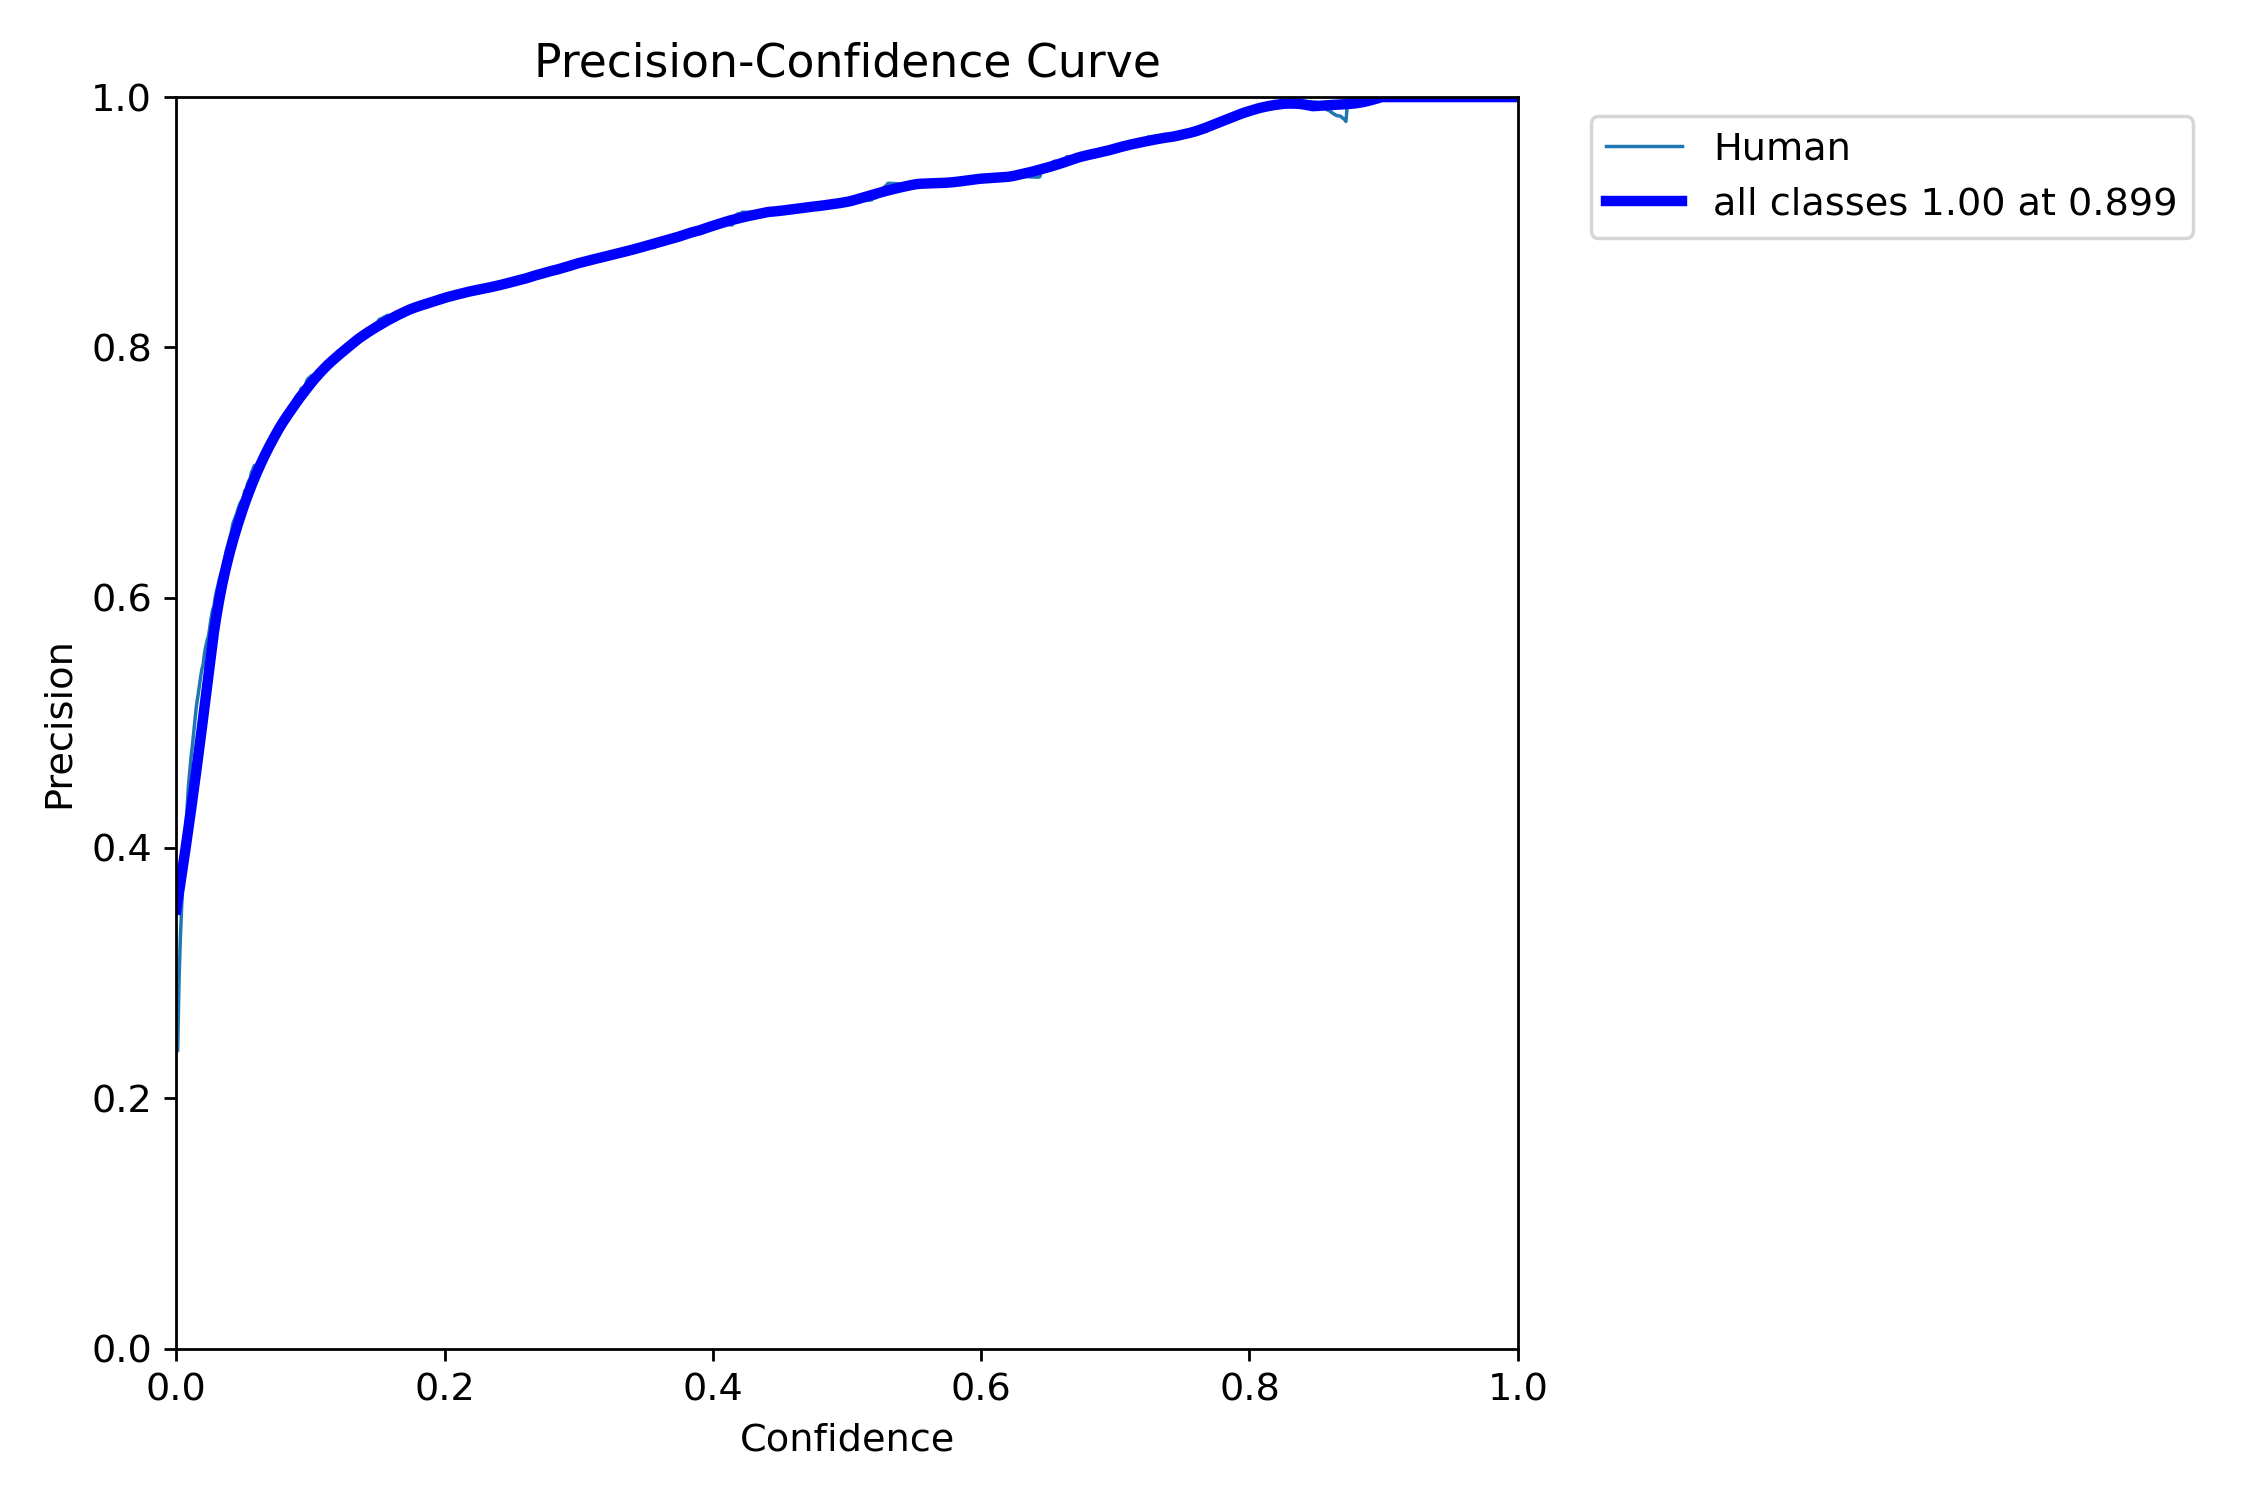 Precision-Confidence Curve
1.0
0.8
0.6
0.4
0.2
0.0
Precision
0.0 0.2 0.4 0.6 0.8 1.0
Confidence
Human
all classes 1.00 at 0.899